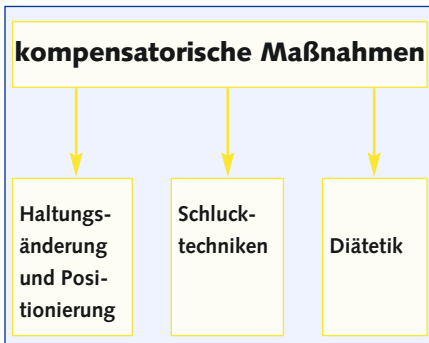 kompensatorische Maßnahmen
Haltungs-
änderung
und Posi-
tionierung
Schluck-
techniken
Diätetik